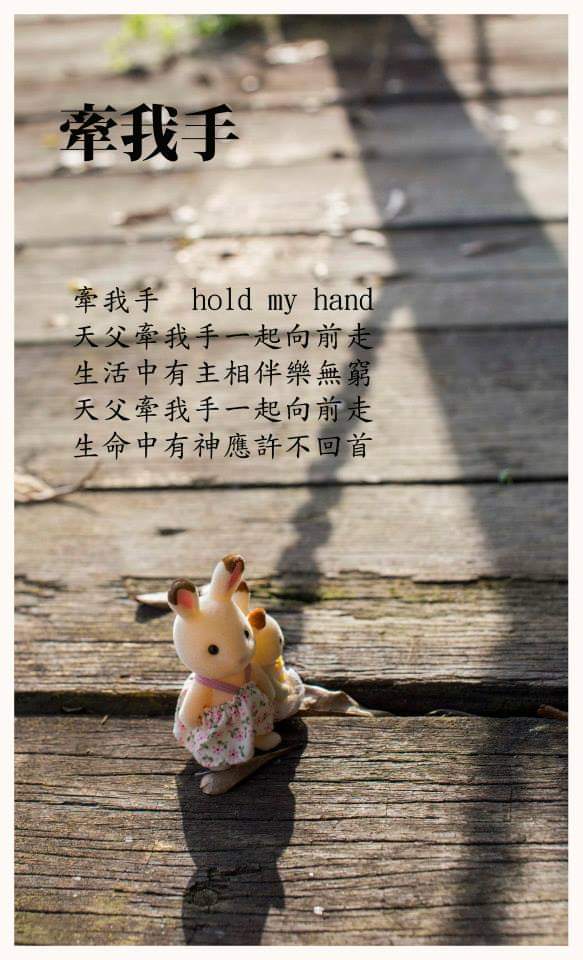 牽我手
牽我手 hold my hand
天父牽我手一起向前走
生活中有主相伴樂無窮
天父牽我手一起向前走
生命中有神應許不回首